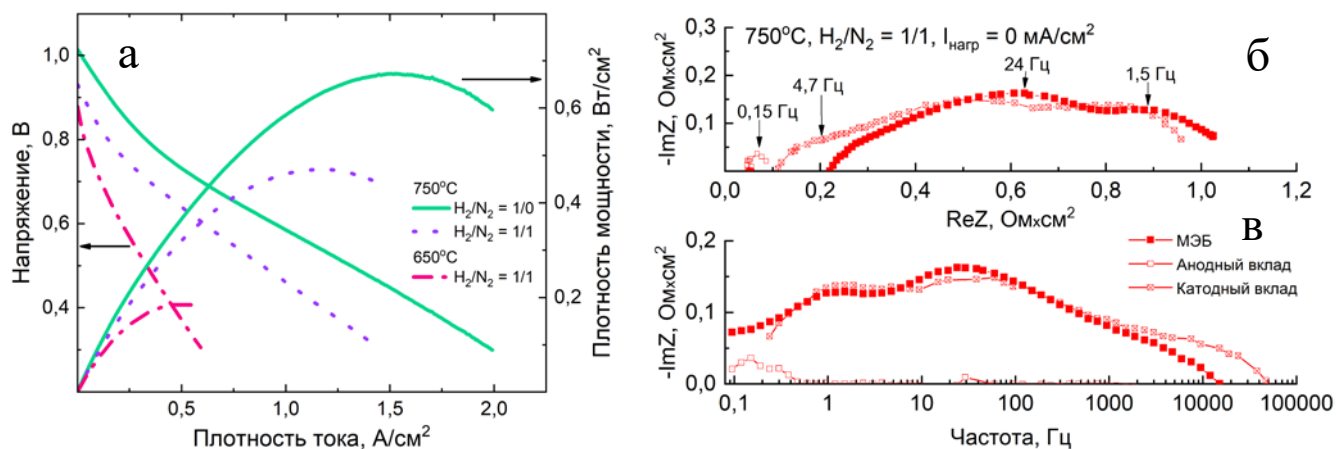 а
1,0
0,8
0,6
0,4
Напряжение, В
0,5
1,0
1,5
2,0
Плотность тока, А/см²
0,6
0,4
0,2
Плотность мощности, Вт/см²
750°C
H₂/N₂ = 1/0
H₂/N₂ = 1/1
650°C
H₂/N₂ = 1/1
б
750°C, H₂/N₂ = 1/1, Iнагр = 0 мА/см²
0,3
0,2
0,1
-ImZ, Омxсм²
0,15 Гц
4,7 Гц
24 Гц
1,5 Гц
0,0
0,2
0,4
0,6
0,8
1,0
1,2
ReZ, Омxсм²
в
0,2
0,1
0,0
-ImZ, Омxсм²
МЭБ
Анодный вклад
Катодный вклад
0,1
1
10
100
1000
10000
100000
Частота, Гц